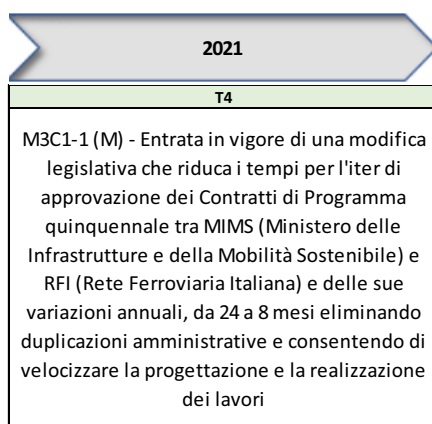 2021
T4
M3C1-1 (M) - Entrata in vigore di una modifica
legislativa che riduca i tempi per l'iter di
approvazione dei Contratti di Programma
quinquennale tra MIMS (Ministero delle
Infrastrutture e della Mobilità Sostenibile) e
RFI (Rete Ferroviaria Italiana) e delle sue
variazioni annuali, da 24 a 8 mesi eliminando
duplicazioni amministrative e consentendo di
velocizzare la progettazione e la realizzazione
dei lavori